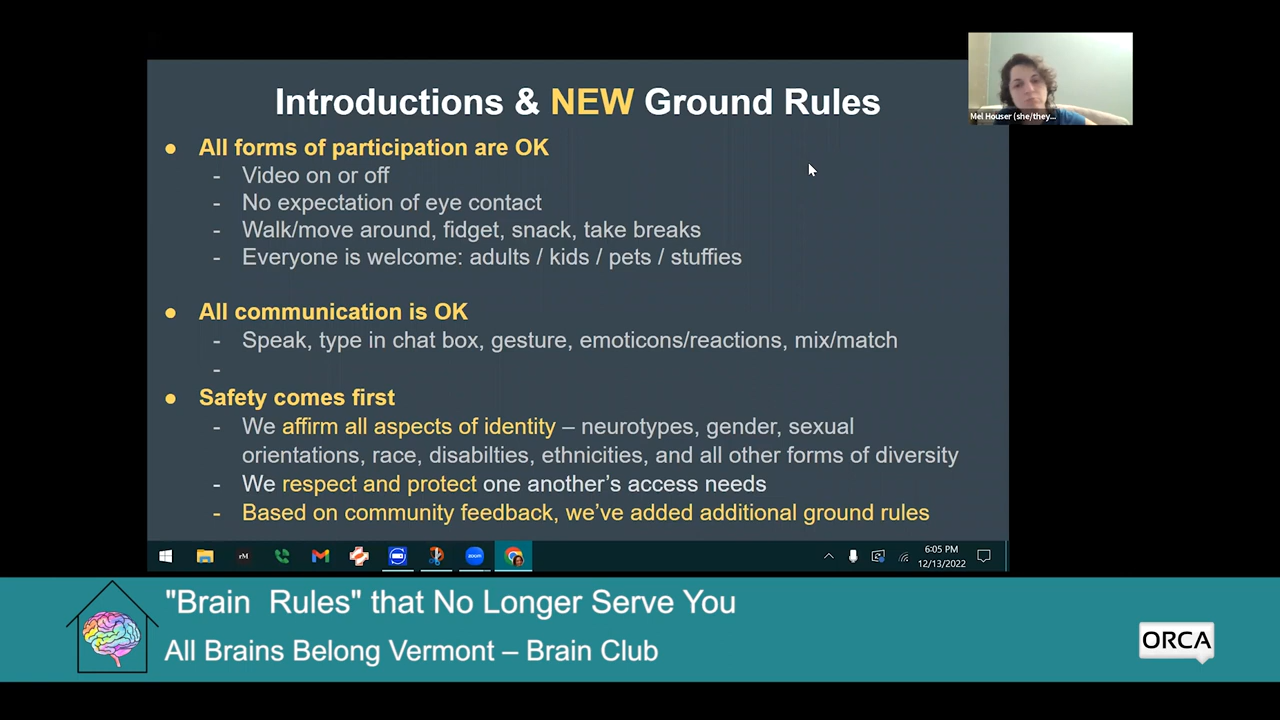 Introductions & NEW Ground Rules
Mel Houser (she/they...
● All forms of participation are OK
- Video on or off
- No expectation of eye contact
- Walk/move around, fidget, snack, take breaks
- Everyone is welcome: adults / kids / pets / stuffies
● All communication is OK
- Speak, type in chat box, gesture, emoticons/reactions, mix/match
-
● Safety comes first
- We affirm all aspects of identity – neurotypes, gender, sexual
orientations, race, disabilties, ethnicities, and all other forms of diversity
- We respect and protect one another’s access needs
- Based on community feedback, we’ve added additional ground rules
rM
zoom
6:05 PM
12/13/2022
"Brain Rules" that No Longer Serve You
All Brains Belong Vermont – Brain Club
ORCA